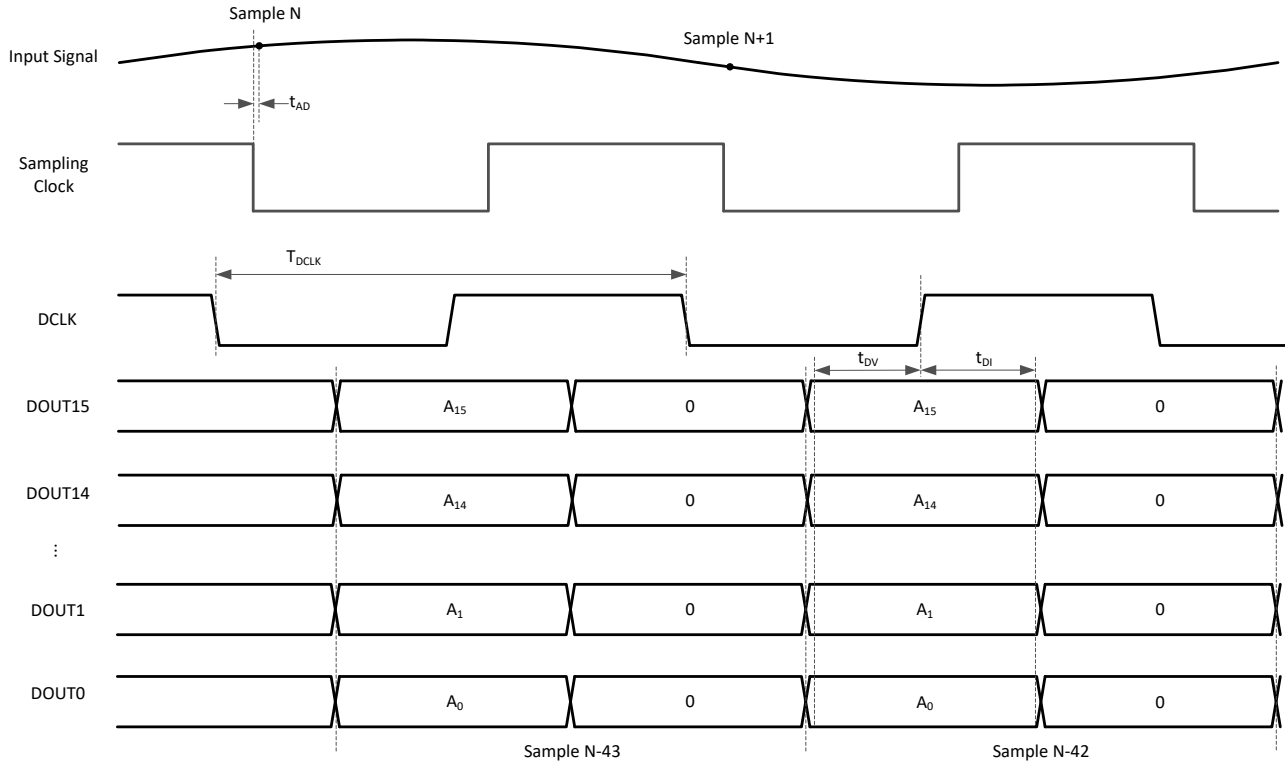 Sample N
Input Signal
Sample N+1
tAD
Sampling
Clock
TDCLK
DCLK
tDV
tDI
DOUT15
A15
0
A15
0
DOUT14
A14
0
A14
0
...
DOUT1
A1
0
A1
0
DOUT0
A0
0
A0
0
Sample N-43
Sample N-42